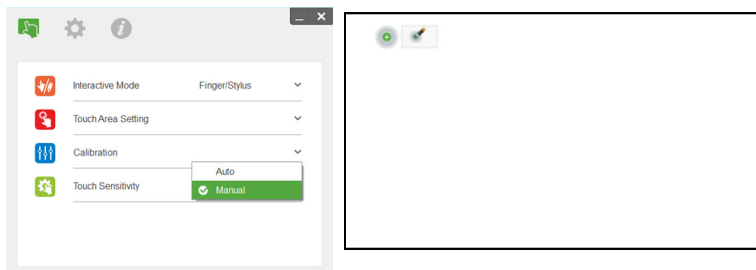 Interactive Mode Finger/Stylus
Touch Area Setting
Calibration
Auto
Touch Sensitivity
Manual